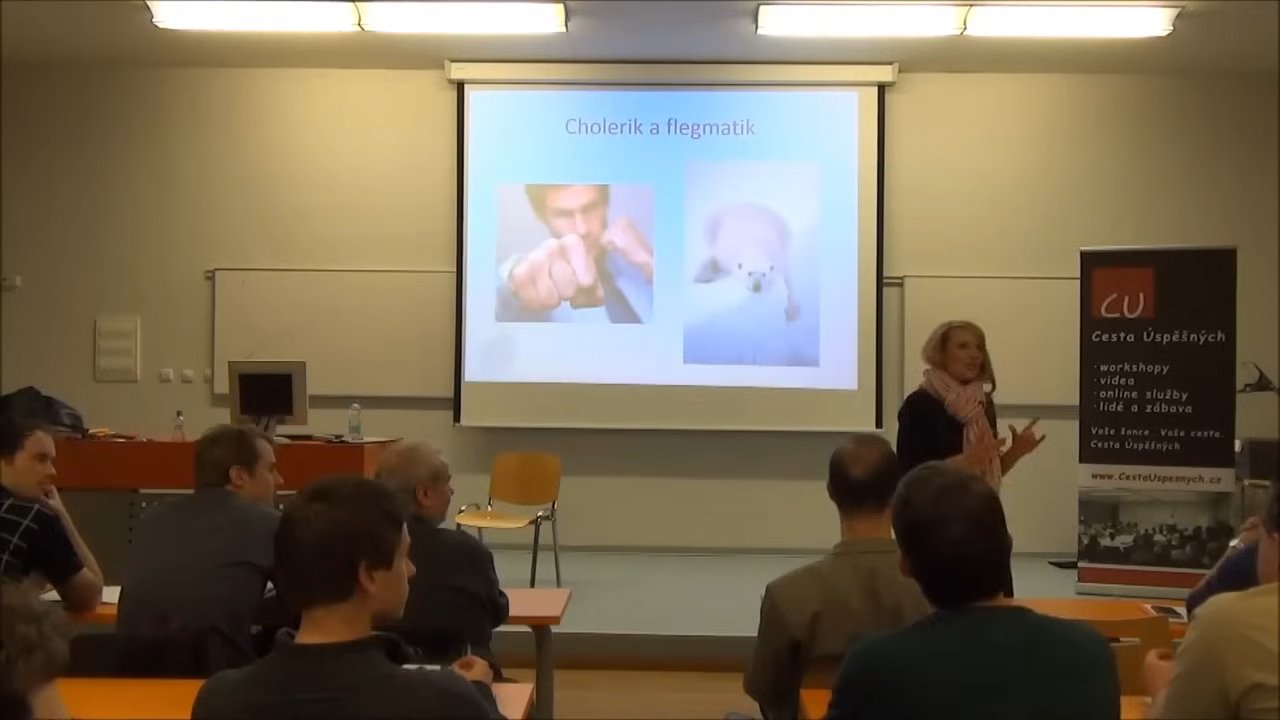 Cholerik a flegmatik
CU
Cesta Úspěšných
· workshopy
· videa
· online služby
· lidé a zábava
Vaše šance. Vaše cesta.
Cesta Úspěšných
www.CestaUspesnych.cz